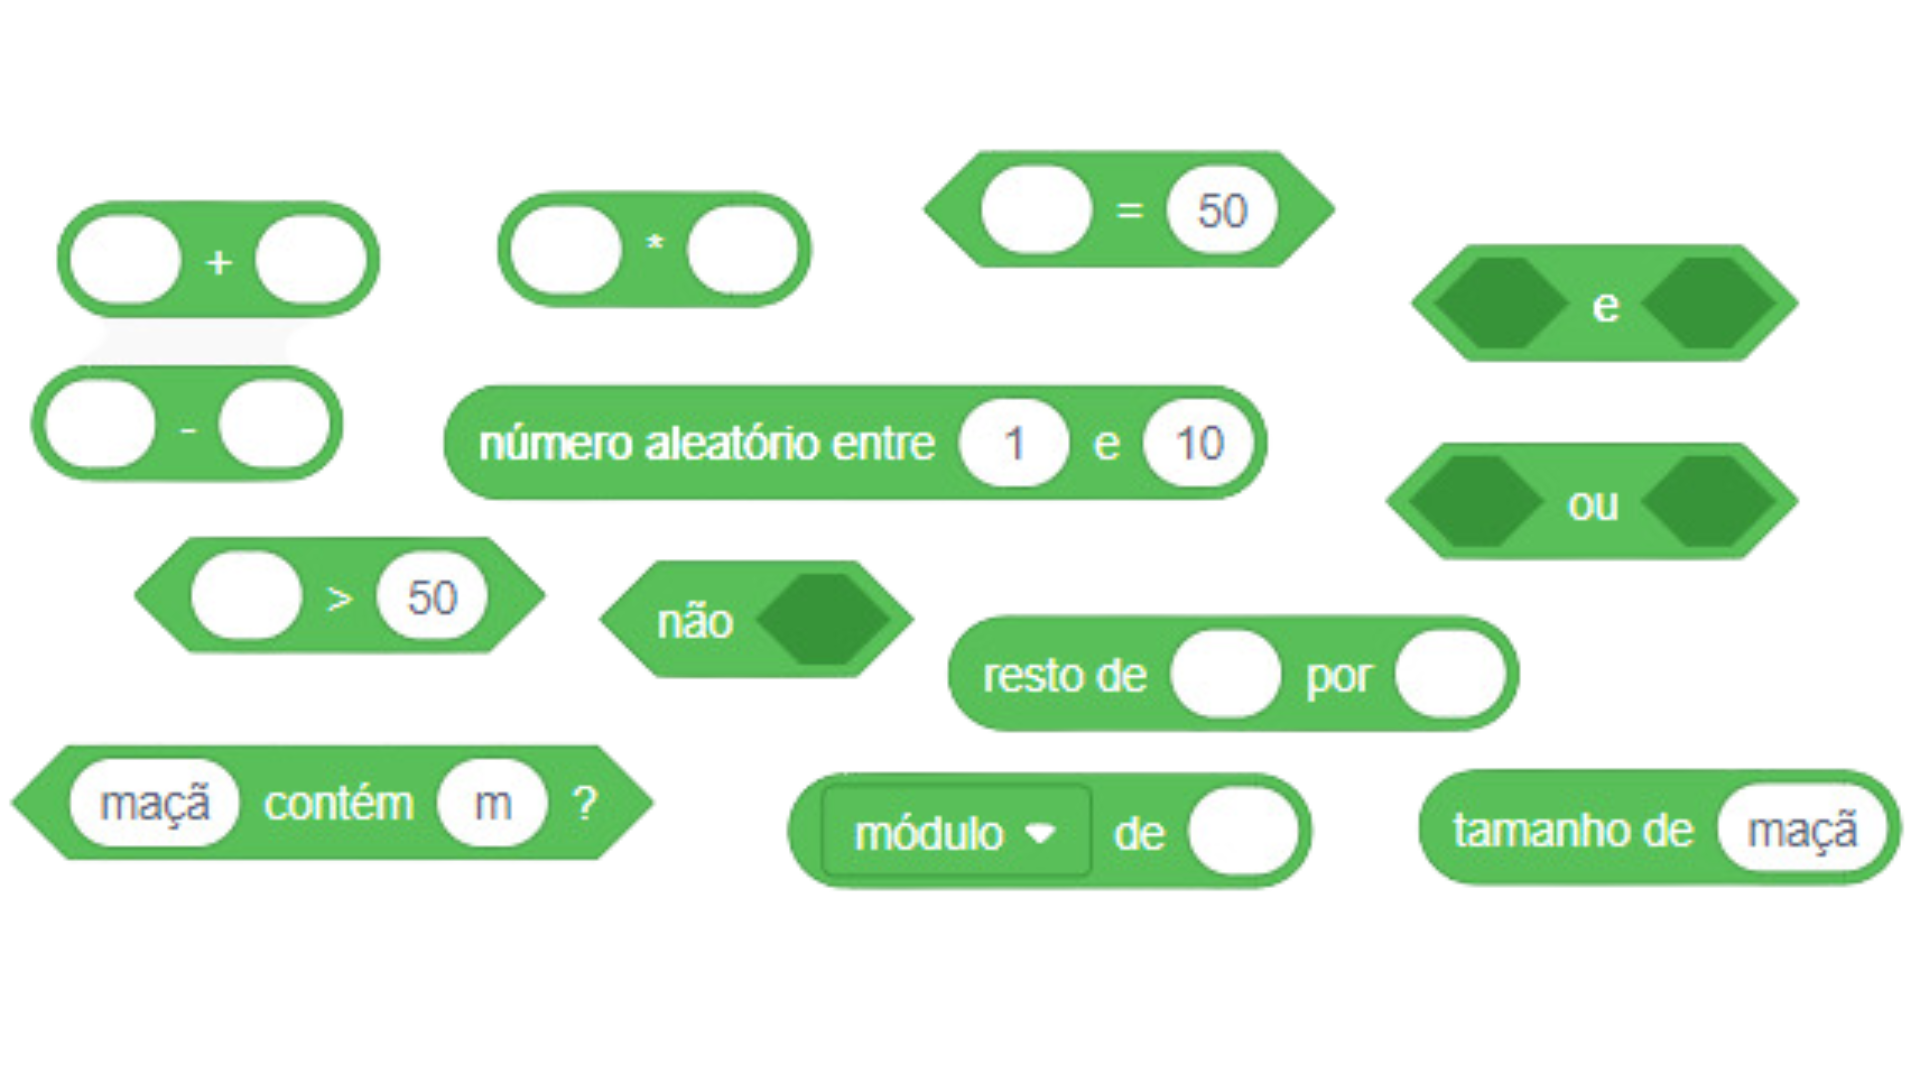 +
*
= 50
e
-
número aleatório entre 1 e 10
ou
> 50
não
resto de por
maçã contém m ?
módulo de
tamanho de maçã